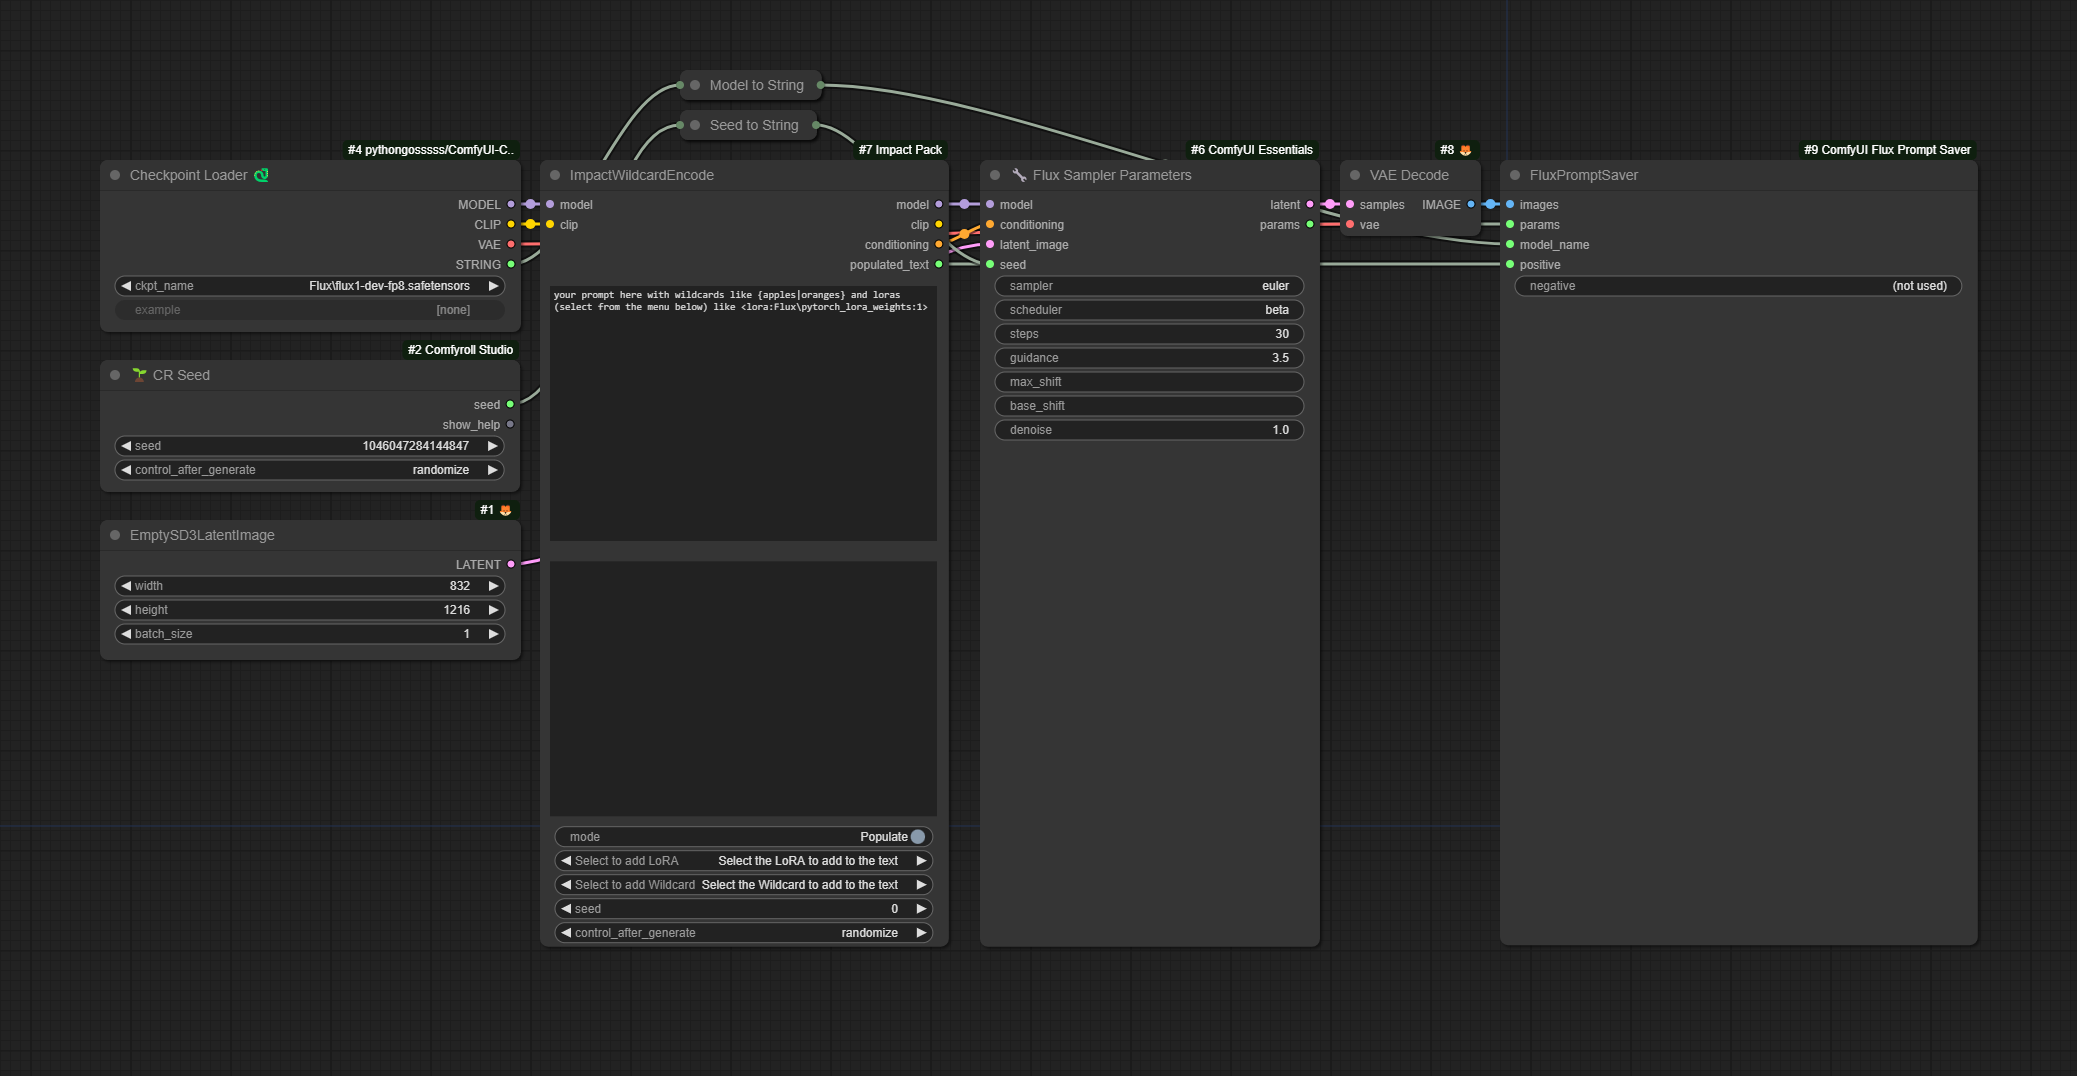 Model to String
Seed to String
#4 pythongosssss/ComfyUI-C..
Checkpoint Loader
MODEL
CLIP
VAE
STRING
ckpt_name Flux\flux1-dev-fp8.safetensors
example [none]
#2 Comfyroll Studio
CR Seed
seed
show_help
seed 1046047284144847
control_after_generate randomize
#1
EmptySD3LatentImage
LATENT
width 832
height 1216
batch_size 1
#7 Impact Pack
ImpactWildcardEncode
model model
clip clip
conditioning
populated_text
your prompt here with wildcards like {apples|oranges} and loras
(select from the menu below) like <lora:Flux\pytorch_lora_weights:1>
mode Populate
Select to add LoRA Select the LoRA to add to the text
Select to add Wildcard Select the Wildcard to add to the text
seed 0
control_after_generate randomize
#6 ComfyUI Essentials
Flux Sampler Parameters
model latent
conditioning params
latent_image
seed
sampler euler
scheduler beta
steps 30
guidance 3.5
max_shift
base_shift
denoise 1.0
#8
VAE Decode
samples IMAGE
vae
#9 ComfyUI Flux Prompt Saver
FluxPromptSaver
images
params
model_name
positive
negative (not used)